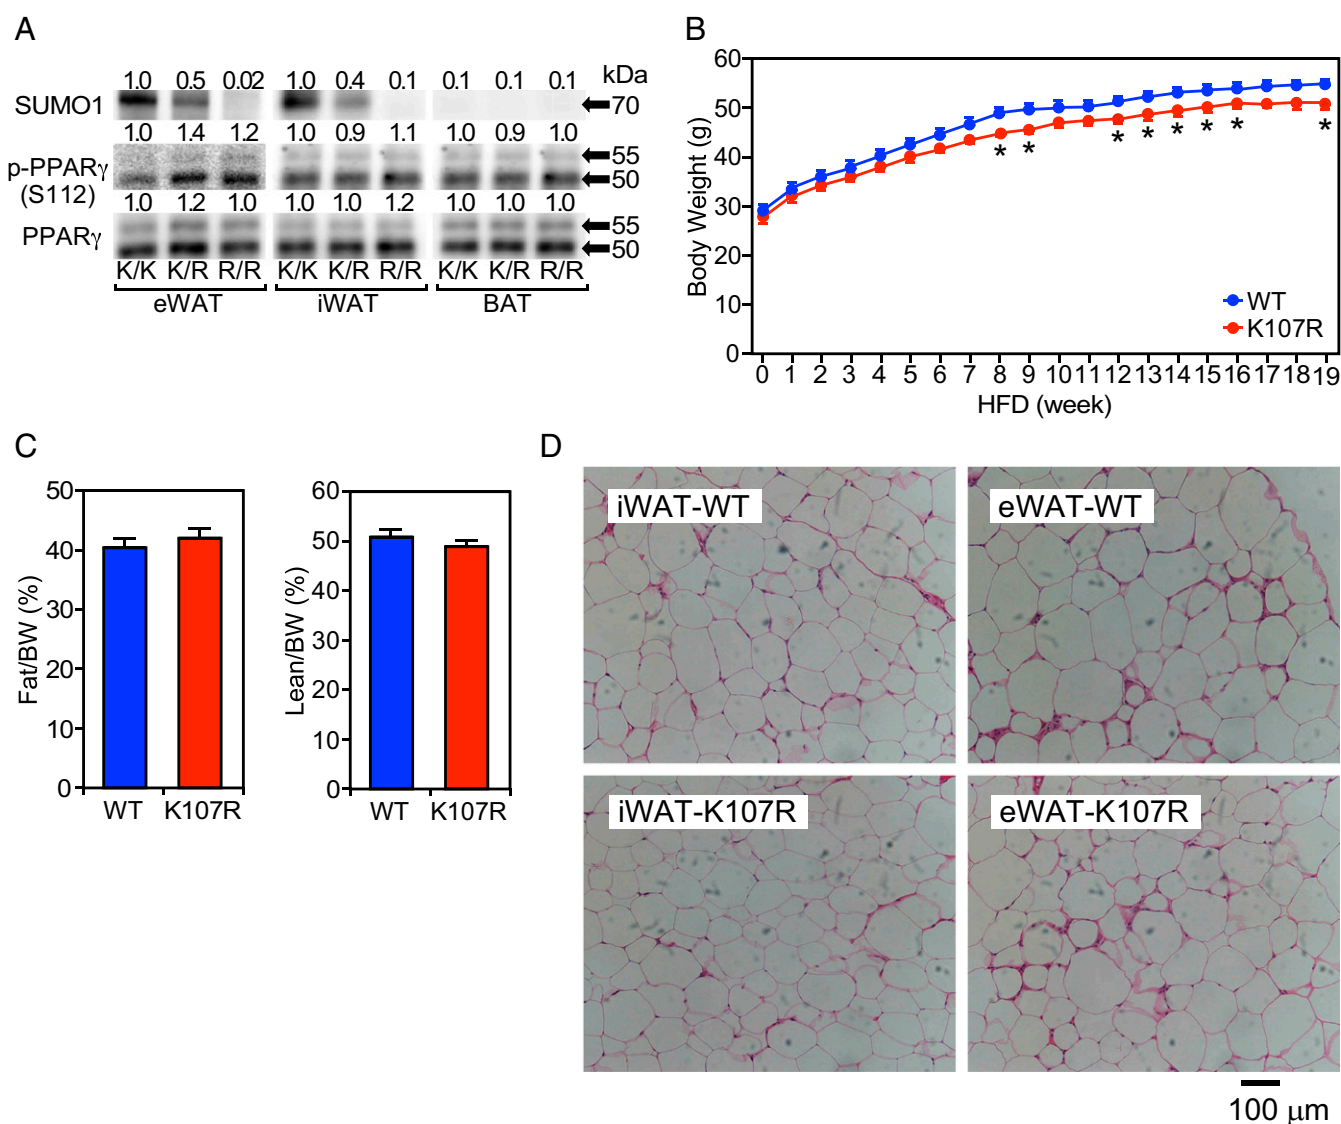 A
1.0 0.5 0.02 1.0 0.4 0.1 0.1 0.1 0.1 kDa
SUMO1 70
1.0 1.4 1.2 1.0 0.9 1.1 1.0 0.9 1.0
p-PPARγ 55
(S112) 50
1.0 1.2 1.0 1.0 1.0 1.2 1.0 1.0 1.0
PPARγ 55
50
K/K K/R R/R K/K K/R R/R K/K K/R R/R
eWAT iWAT BAT
B
Body Weight (g)
60
50
40
30
20
10
0
* * * * * * * *
WT
K107R
0 1 2 3 4 5 6 7 8 9 10 11 12 13 14 15 16 17 18 19
HFD (week)
C
Fat/BW (%)
50
40
30
20
10
0
WT K107R
Lean/BW (%)
60
50
40
30
20
10
0
WT K107R
D
iWAT-WT eWAT-WT
iWAT-K107R eWAT-K107R
100 μm